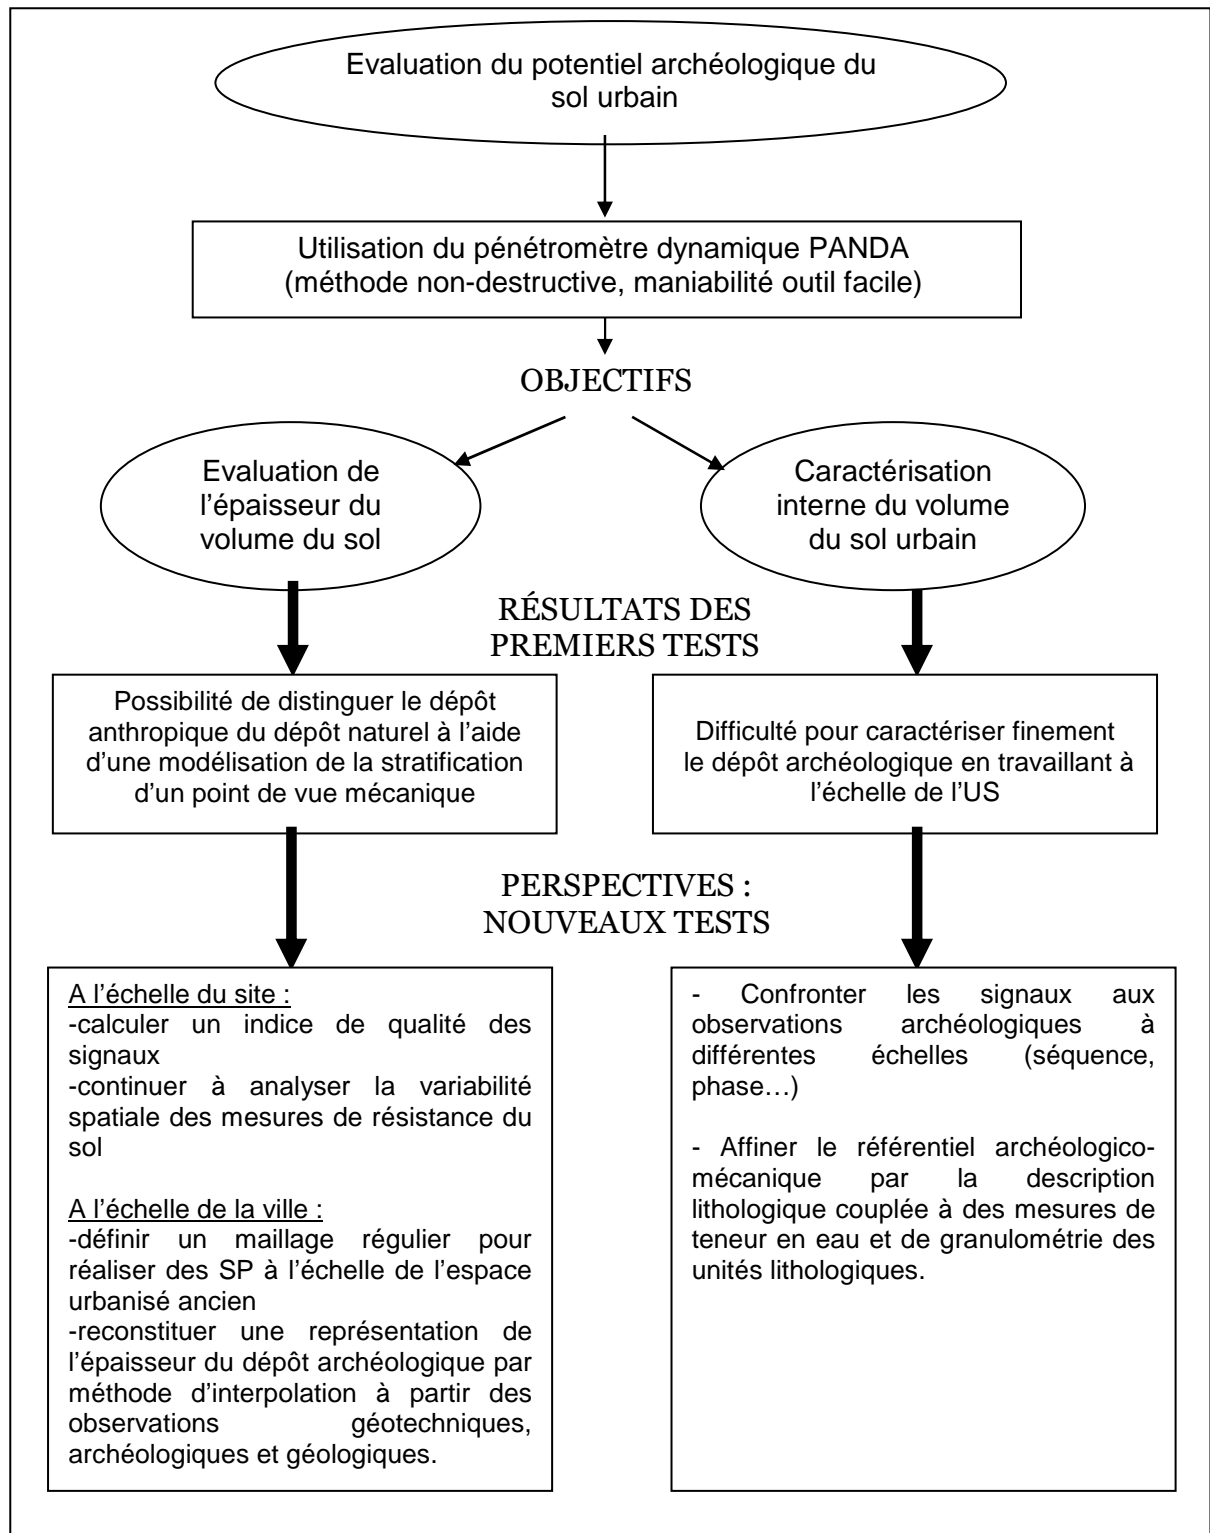 Evaluation du potentiel archéologique du
sol urbain
Utilisation du pénétromètre dynamique PANDA
(méthode non-destructive, maniabilité outil facile)
OBJECTIFS
Evaluation de
l’épaisseur du
volume du sol
Caractérisation
interne du volume
du sol urbain
RÉSULTATS DES
PREMIERS TESTS
Possibilité de distinguer le dépôt
anthropique du dépôt naturel à l’aide
d’une modélisation de la stratification
d’un point de vue mécanique
Difficulté pour caractériser finement
le dépôt archéologique en travaillant à
l’échelle de l’US
PERSPECTIVES :
NOUVEAUX TESTS
A l’échelle du site :
-calculer un indice de qualité des
signaux
-continuer à analyser la variabilité
spatiale des mesures de résistance du
sol
A l’échelle de la ville :
-définir un maillage régulier pour
réaliser des SP à l’échelle de l’espace
urbanisé ancien
-reconstituer une représentation de
l’épaisseur du dépôt archéologique par
méthode d’interpolation à partir des
observations géotechniques,
archéologiques et géologiques.
- Confronter les signaux aux
observations archéologiques à
différentes échelles (séquence,
phase…)
- Affiner le référentiel archéologico-
mécanique par la description
lithologique couplée à des mesures de
teneur en eau et de granulométrie des
unités lithologiques.